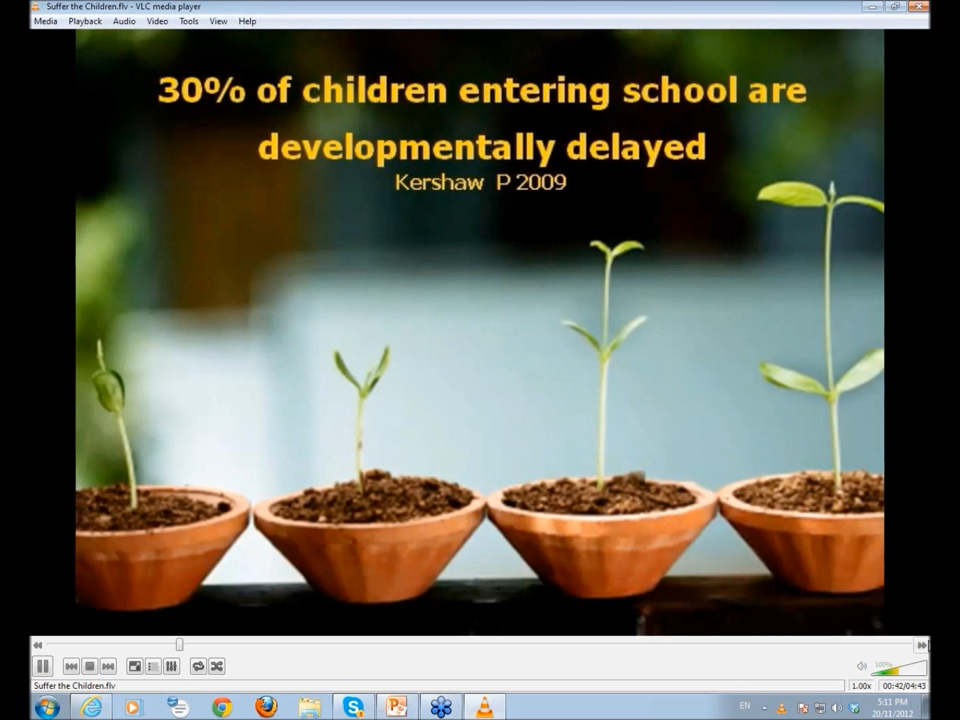 Suffer the Children.flv - VLC media player
Media Playback Audio Video Tools View Help
30% of children entering school are
developmentally delayed
Kershaw P 2009
100%
Suffer the Children.flv 1.00x 00:42/04:43
EN 5:11 PM
20/11/2012